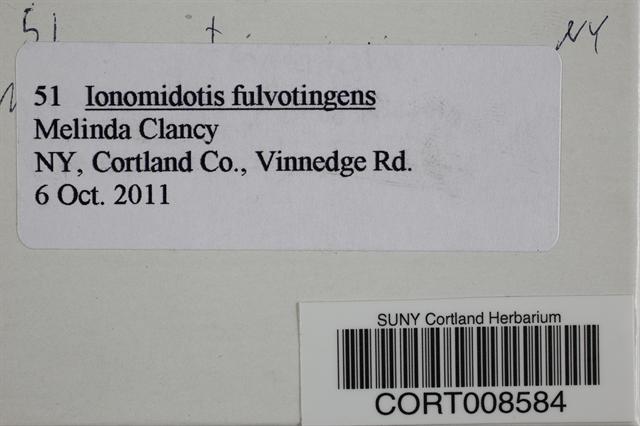 51 NY
51 Ionomidotis fulvotingens
Melinda Clancy
NY, Cortland Co., Vinnedge Rd.
6 Oct. 2011
SUNY Cortland Herbarium
CORT008584